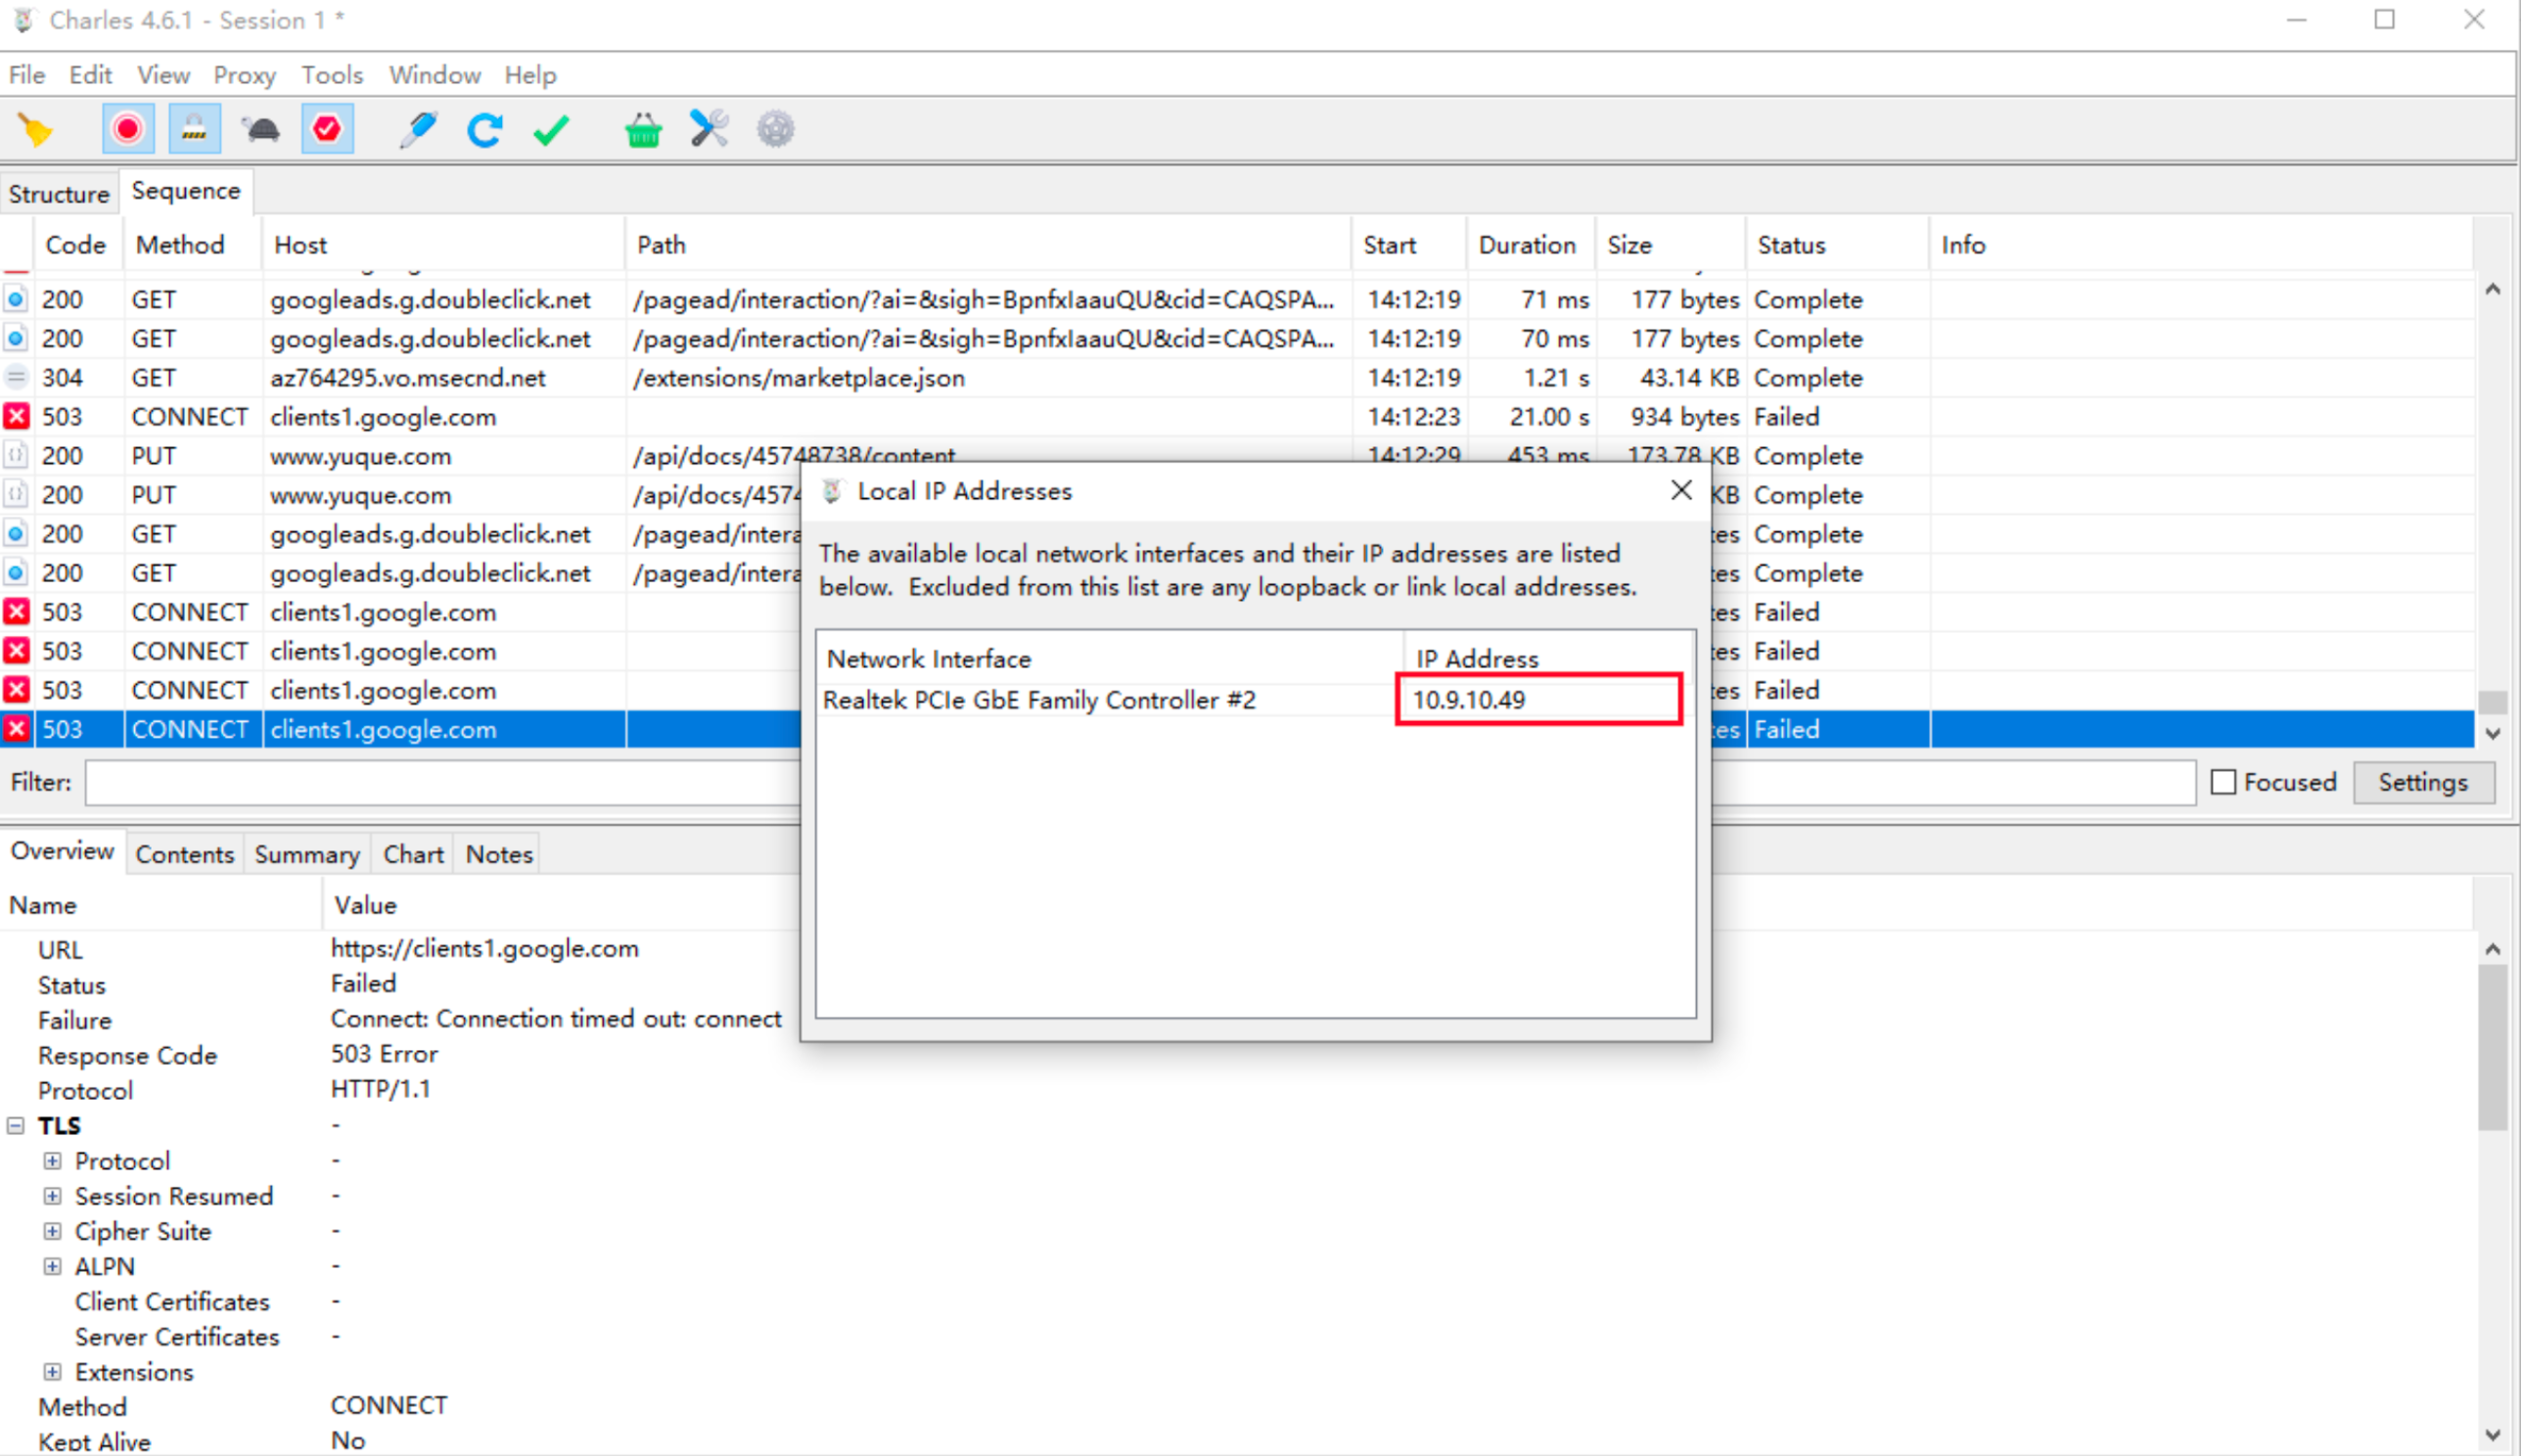 Charles 4.6.1 - Session 1 *
File Edit View Proxy Tools Window Help
Structure Sequence
Code Method Host Path Start Duration Size Status Info
200 GET googleads.g.doubleclick.net /pagead/interaction/?ai=&sigh=BpnfxIaauQU&cid=CAQSPA... 14:12:19 71 ms 177 bytes Complete
200 GET googleads.g.doubleclick.net /pagead/interaction/?ai=&sigh=BpnfxIaauQU&cid=CAQSPA... 14:12:19 70 ms 177 bytes Complete
304 GET az764295.vo.msecnd.net /extensions/marketplace.json 14:12:19 1.21 s 43.14 KB Complete
503 CONNECT clients1.google.com 14:12:23 21.00 s 934 bytes Failed
200 PUT www.yuque.com /api/docs/45748738/content 14:12:29 453 ms 173.78 KB Complete
200 PUT www.yuque.com /api/docs/4574 KB Complete
200 GET googleads.g.doubleclick.net /pagead/intera tes Complete
200 GET googleads.g.doubleclick.net /pagead/intera tes Complete
503 CONNECT clients1.google.com tes Failed
503 CONNECT clients1.google.com tes Failed
503 CONNECT clients1.google.com tes Failed
503 CONNECT clients1.google.com tes Failed
Local IP Addresses
The available local network interfaces and their IP addresses are listed
below. Excluded from this list are any loopback or link local addresses.
Network Interface IP Address
Realtek PCIe GbE Family Controller #2 10.9.10.49
Filter: Focused Settings
Overview Contents Summary Chart Notes
Name Value
URL https://clients1.google.com
Status Failed
Failure Connect: Connection timed out: connect
Response Code 503 Error
Protocol HTTP/1.1
TLS -
Protocol -
Session Resumed -
Cipher Suite -
ALPN -
Client Certificates -
Server Certificates -
Extensions
Method CONNECT
Kept Alive No